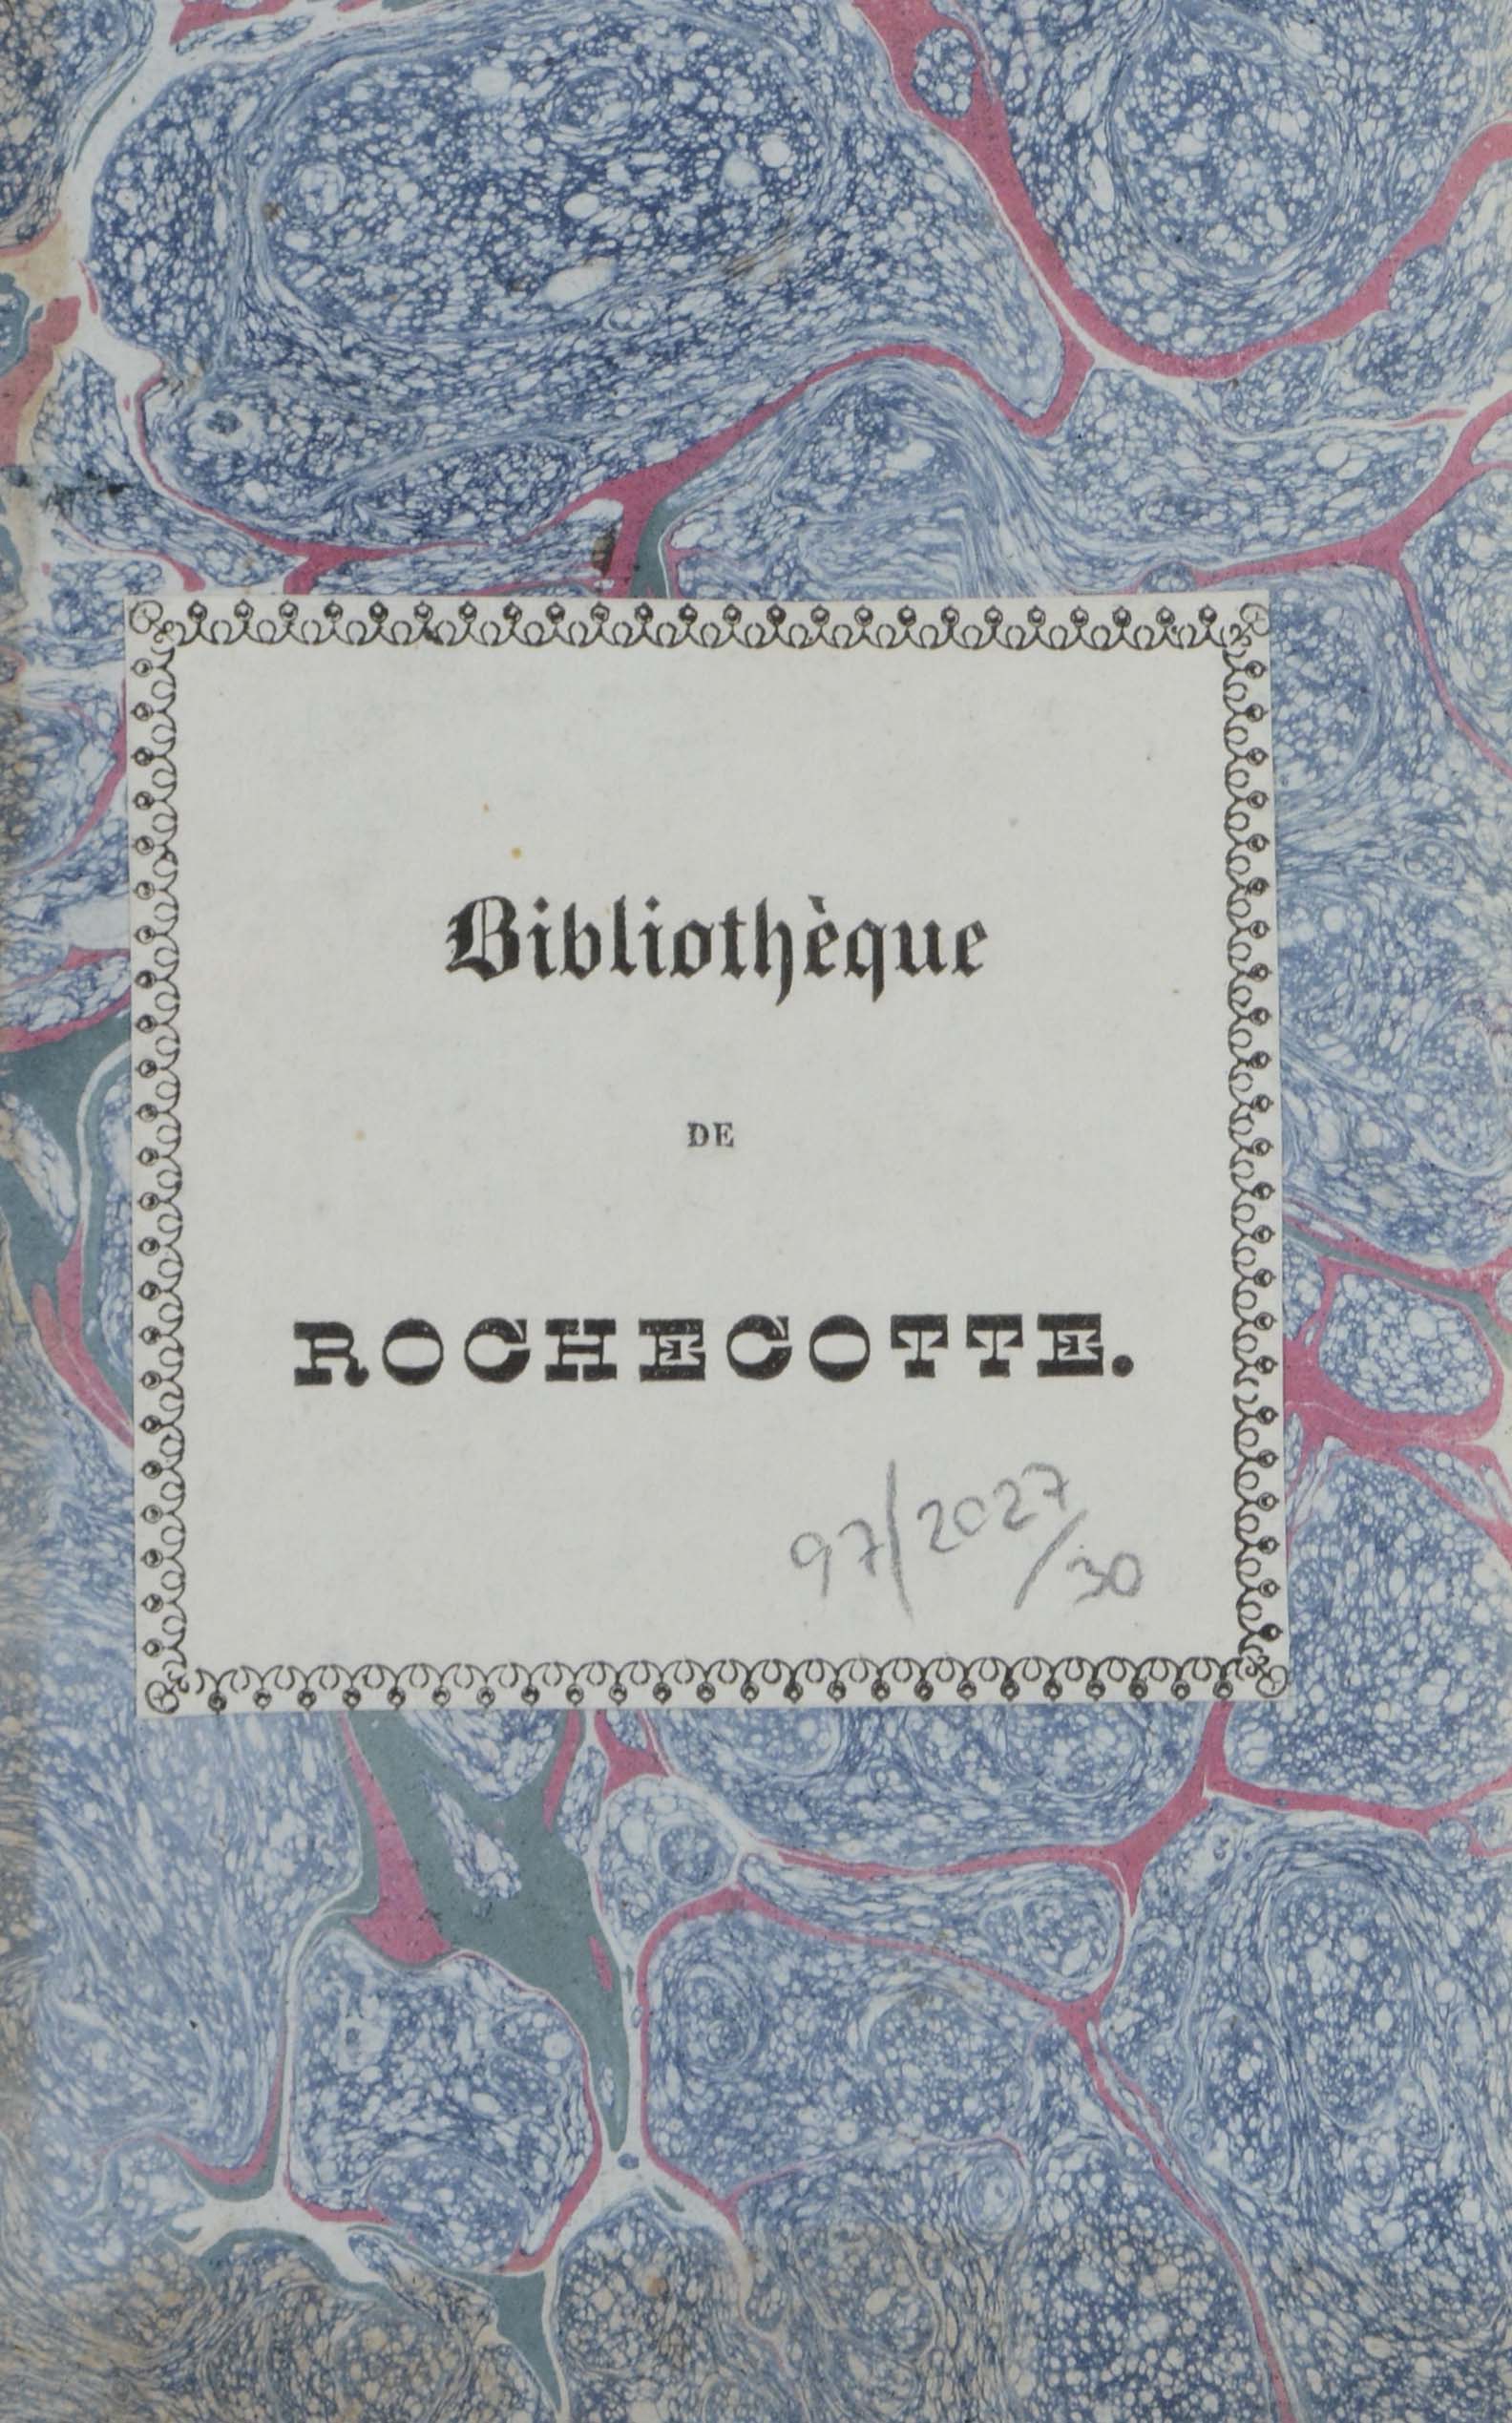 Bibliothèque
DE
ROCHECOTTE.
97/2027/30